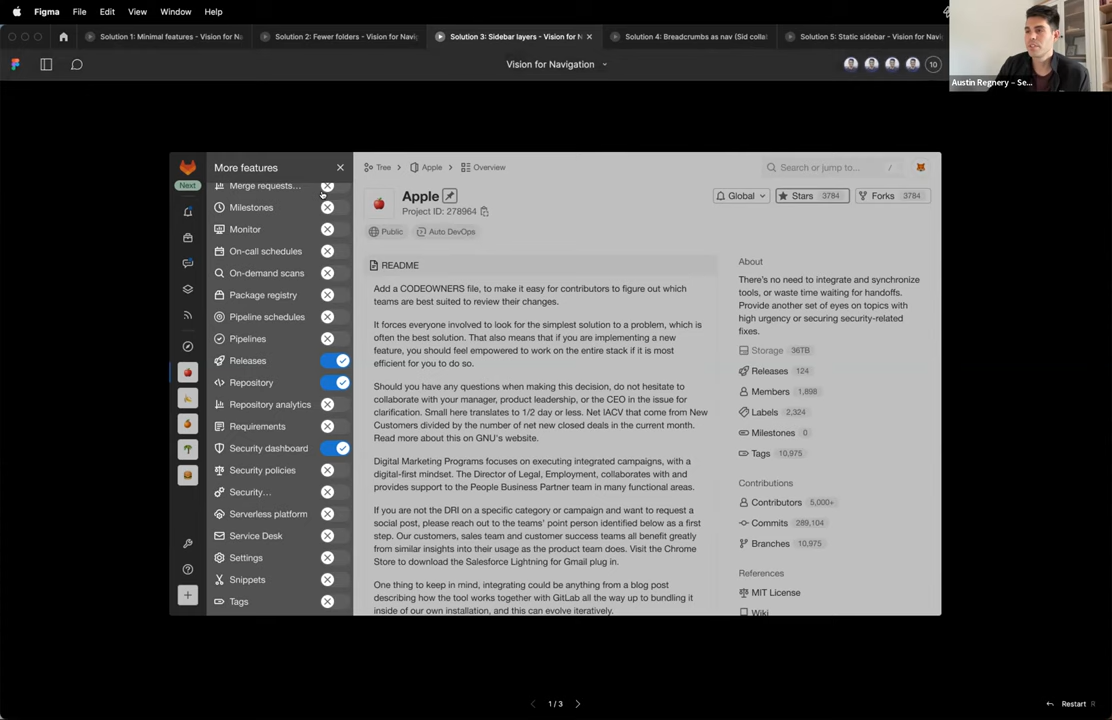 Figma File Edit View Window Help
Solution 1: Minimal features - Vision for Na
Solution 2: Fewer folders - Vision for Navig
Solution 3: Sidebar layers - Vision for N
Solution 4: Breadcrumbs as nav (Sid collab
Solution 5: Static sidebar - Vision for Navig
Vision for Navigation
10
Austin Regnery – Se...
More features
Next
Merge requests...
Milestones
Monitor
On-call schedules
On-demand scans
Package registry
Pipeline schedules
Pipelines
Releases
Repository
Repository analytics
Requirements
Security dashboard
Security policies
Security...
Serverless platform
Service Desk
Settings
Snippets
Tags
Tree > Apple > Overview
Search or jump to... /
Apple
Project ID: 278964
Global
Stars 3784
Forks 3784
Public
Auto DevOps
README
Add a CODEOWNERS file, to make it easy for contributors to figure out which
teams are best suited to review their changes.
It forces everyone involved to look for the simplest solution to a problem, which is
often the best solution. That also means that if you are implementing a new
feature, you should feel empowered to work on the entire stack if it is most
efficient for you to do so.
Should you have any questions when making this decision, do not hesitate to
collaborate with your manager, product leadership, or the CEO in the issue for
clarification. Small here translates to 1/2 day or less. Net IACV that come from New
Customers divided by the number of net new closed deals in the current month.
Read more about this on GNU's website.
Digital Marketing Programs focuses on executing integrated campaigns, with a
digital-first mindset. The Director of Legal, Employment, collaborates with and
provides support to the People Business Partner team in many functional areas.
If you are not the DRI on a specific category or campaign and want to request a
social post, please reach out to the teams' point person identified below as a first
step. Our customers, sales team and customer success teams all benefit greatly
from similar insights into their usage as the product team does. Visit the Chrome
Store to download the Salesforce Lightning for Gmail plug in.
One thing to keep in mind, integrating could be anything from a blog post
describing how the tool works together with GitLab all the way up to bundling it
inside of our own installation, and this can evolve iteratively.
About
There's no need to integrate and synchronize
tools, or waste time waiting for handoffs.
Provide another set of eyes on topics with
high urgency or securing security-related
fixes.
Storage 36TB
Releases 124
Members 1,898
Labels 2,324
Milestones 0
Tags 10,975
Contributions
Contributors 5,000+
Commits 289,104
Branches 10,975
References
MIT License
Wiki
1 / 3
Restart R